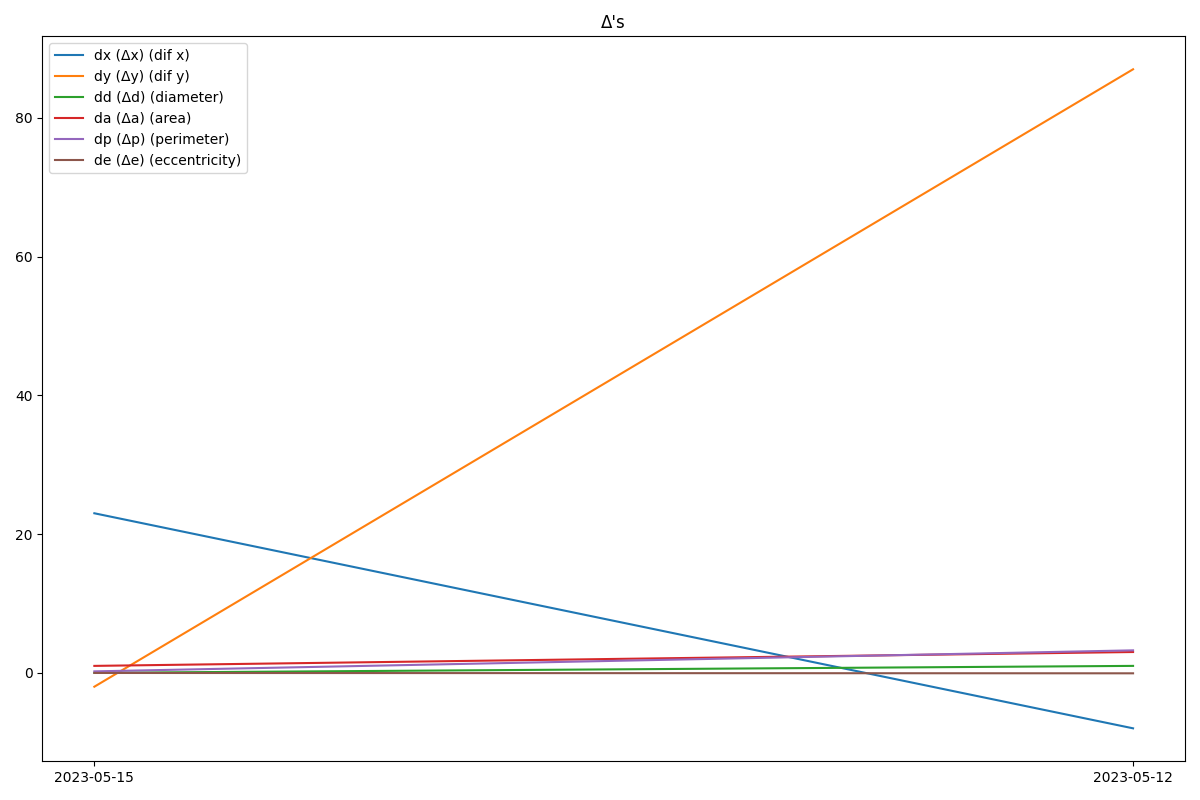 Δ's
dx (Δx) (dif x)
dy (Δy) (dif y)
dd (Δd) (diameter)
da (Δa) (area)
dp (Δp) (perimeter)
de (Δe) (eccentricity)
80
60
40
20
0
2023-05-15 2023-05-12